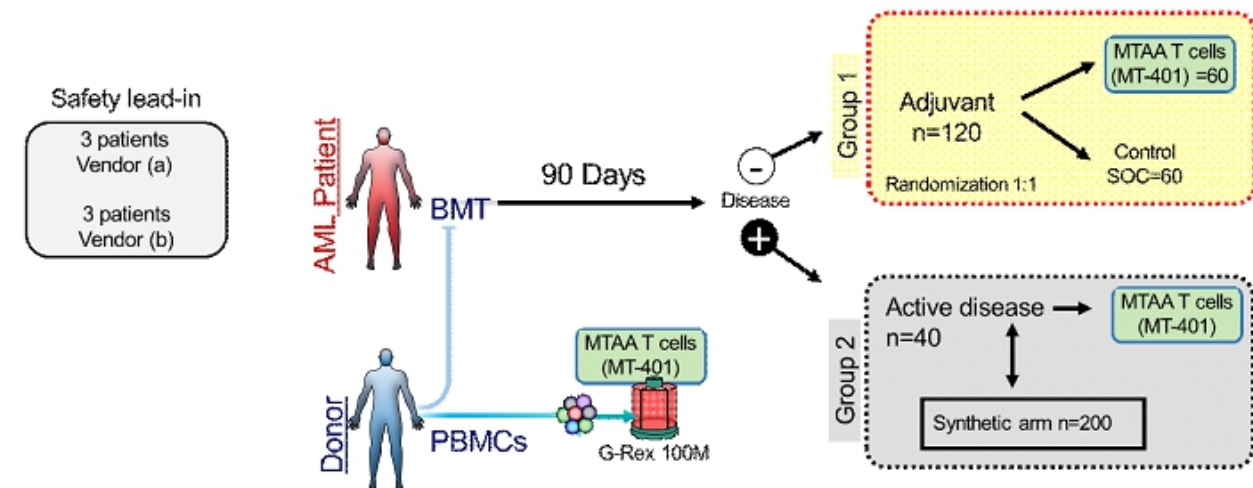 Safety lead-in
3 patients
Vendor (a)
3 patients
Vendor (b)
AML Patient
BMT
90 Days
-
Disease
+
Donor
PBMCs
MTAA T cells
(MT-401)
G-Rex 100M
Group 1
Adjuvant
n=120
Randomization 1:1
MTAA T cells
(MT-401) =60
Control
SOC=60
Group 2
Active disease
n=40
MTAA T cells
(MT-401)
Synthetic arm n=200